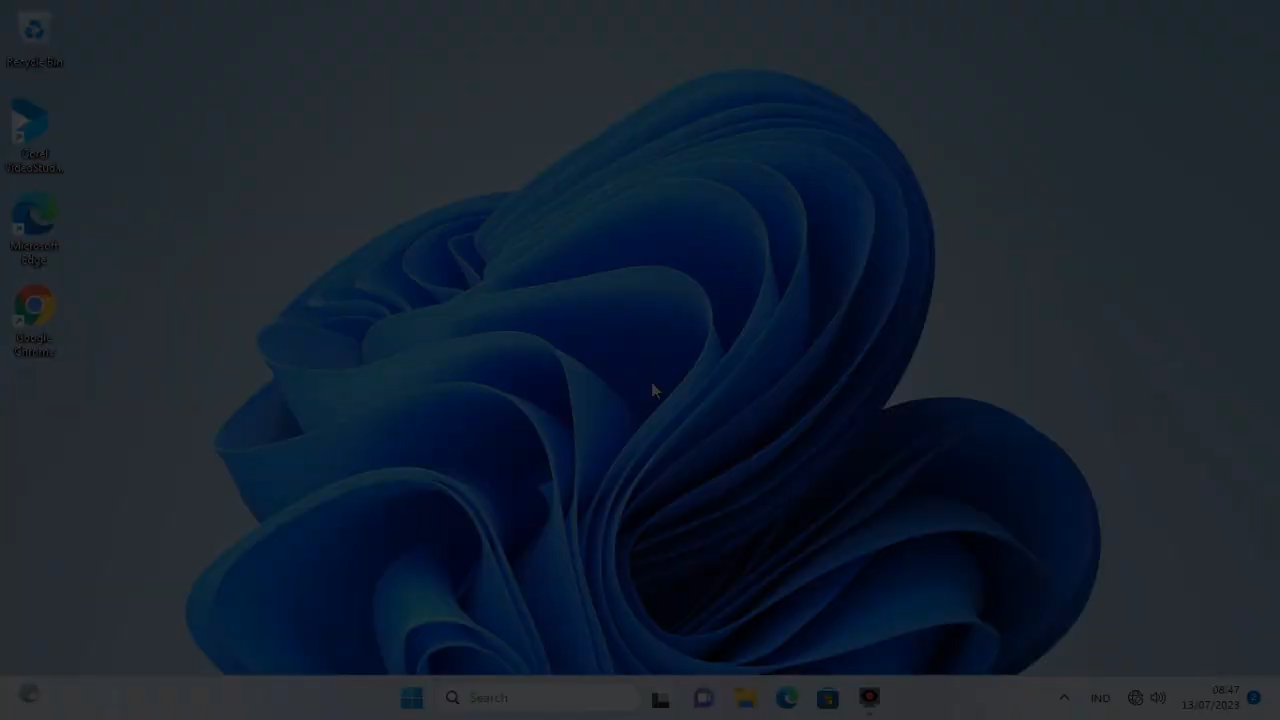 Recycle Bin
Corel
VideoStud...
Microsoft
Edge
Google
Chrome
Search
IND
08:47
13/07/2023